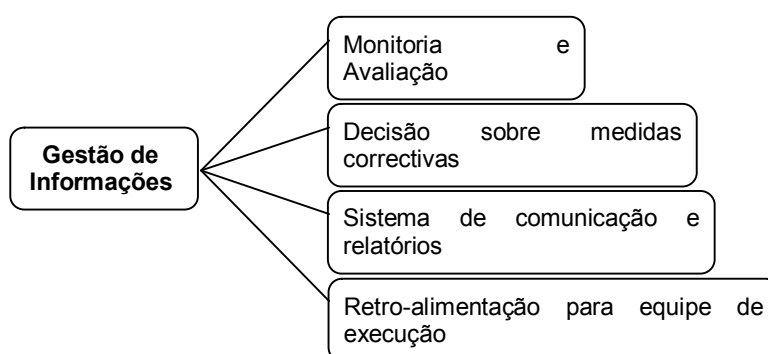 Monitoria e
Avaliação
Decisão sobre medidas
correctivas
Gestão de
Informações
Sistema de comunicação e
relatórios
Retro-alimentação para equipe de
execução